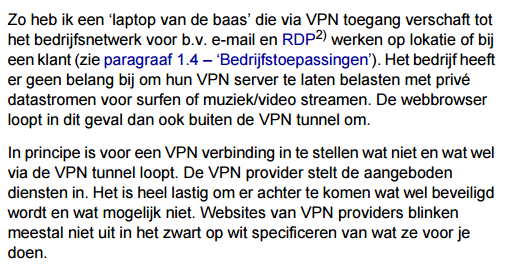 Zo heb ik een ‘laptop van de baas’ die via VPN toegang verschaft tot
het bedrijfsnetwerk voor b.v. e-mail en RDP2) werken op lokatie of bij
een klant (zie paragraaf 1.4 – ‘Bedrijfstoepassingen’). Het bedrijf heeft
er geen belang bij om hun VPN server te laten belasten met privé
datastromen voor surfen of muziek/video streamen. De webbrowser
loopt in dit geval dan ook buiten de VPN tunnel om.
In principe is voor een VPN verbinding in te stellen wat niet en wat wel
via de VPN tunnel loopt. De VPN provider stelt de aangeboden
diensten in. Het is heel lastig om er achter te komen wat wel beveiligd
wordt en wat mogelijk niet. Websites van VPN providers blinken
meestal niet uit in het zwart op wit specificeren van wat ze voor je
doen.